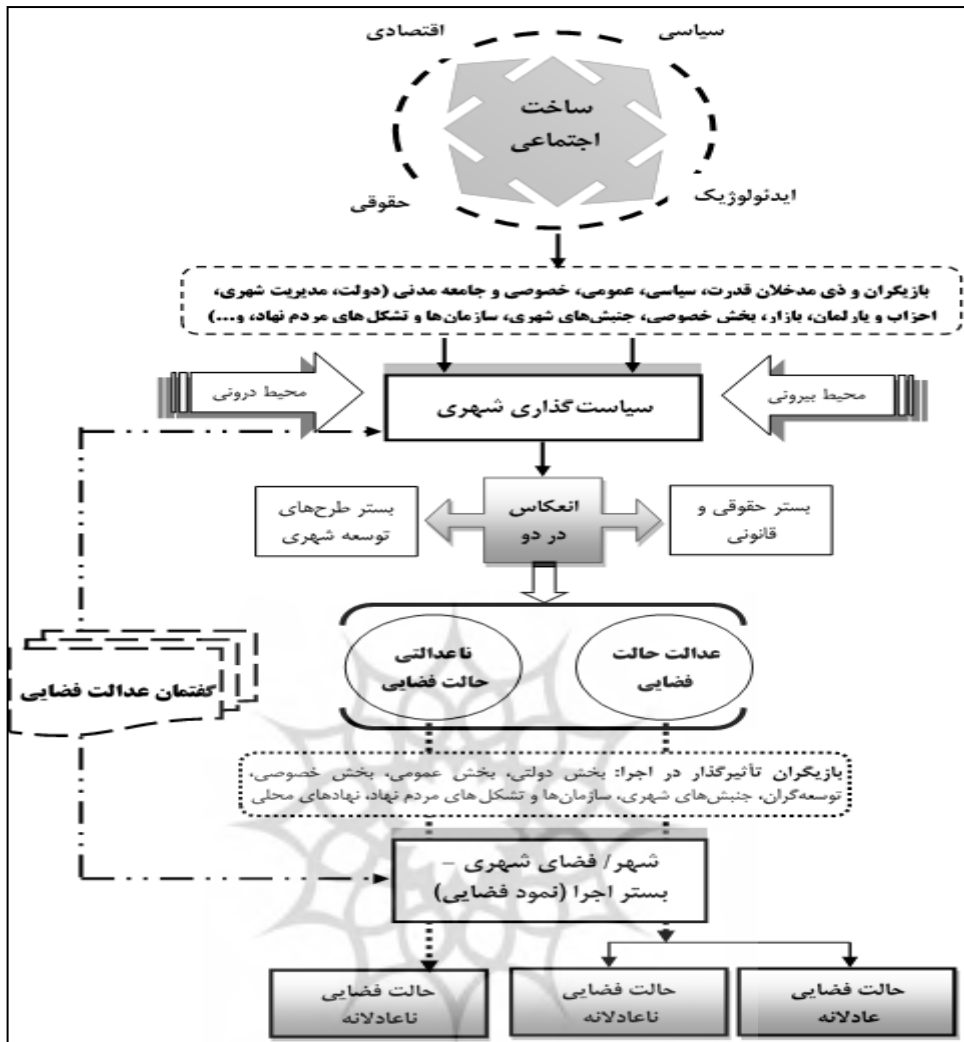 سیاسی
اقتصادی
ساخت
اجتماعی
ایدئولوژیک
حقوقی
بازیگران و ذی مدخلان قدرت، سیاسی، عمومی، خصوصی و جامعه مدنی (دولت، مدیریت شهری،
احزاب و پارلمان، بازار، بخش خصوصی، جنبش‌های شهری، سازمان‌ها و تشکل‌های مردم نهاد، و...)
محیط بیرونی
محیط درونی
سیاست‌گذاری شهری
انعکاس
در دو
بستر حقوقی و
قانونی
بستر طرح‌های
توسعه شهری
عدالت حالت
فضایی
ناعدالتی
حالت فضایی
گفتمان عدالت فضایی
بازیگران تأثیرگذار در اجرا: بخش دولتی، بخش عمومی، بخش خصوصی،
توسعه‌گران، جنبش‌های شهری، سازمان‌ها و تشکل‌های مردم نهاد، نهادهای محلی
شهر/ فضای شهری –
بستر اجرا (نمود فضایی)
حالت فضایی
عادلانه
حالت فضایی
ناعادلانه
حالت فضایی
ناعادلانه